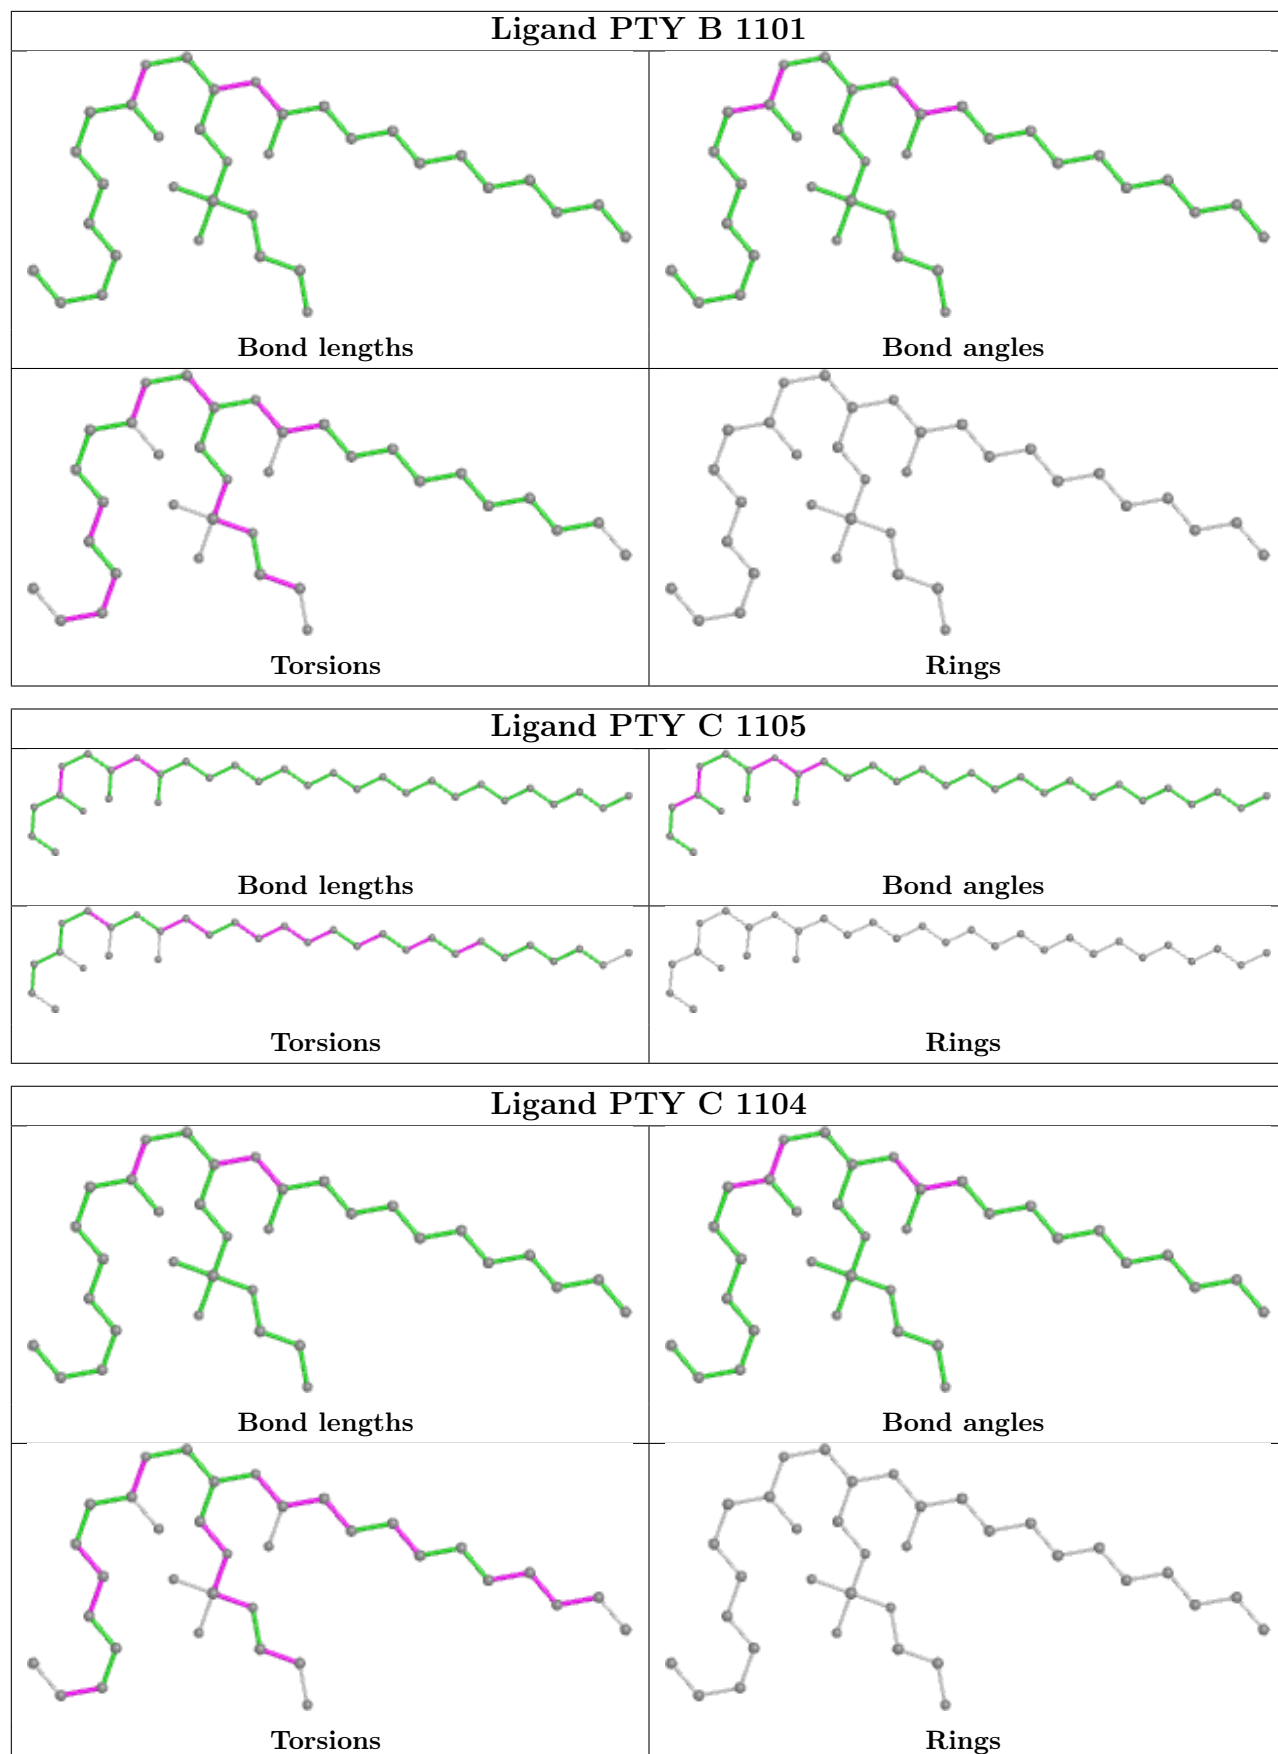 Ligand PTY B 1101
Bond lengths
Bond angles
Torsions
Rings
Ligand PTY C 1105
Bond lengths
Bond angles
Torsions
Rings
Ligand PTY C 1104
Bond lengths
Bond angles
Torsions
Rings